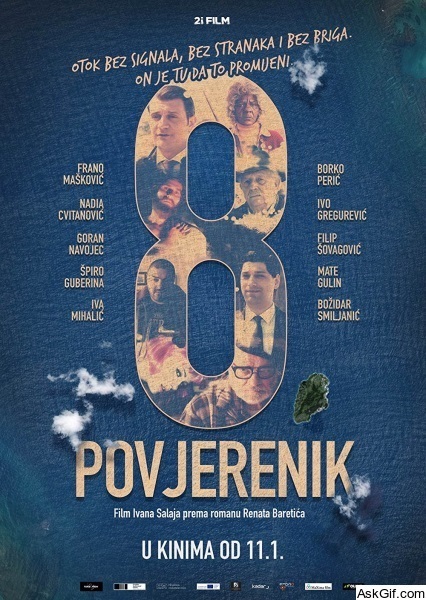 2i FILM
OTOK BEZ SIGNALA, BEZ STRANAKA I BEZ BRIGA.
ON JE TU DA TO PROMIJENI.
FRANO
MAŠKOVIĆ
NADIA
CVITANOVIĆ
GORAN
NAVOJEC
ŠPIRO
GUBERINA
IVA
MIHALIĆ
BORKO
PERIĆ
IVO
GREGUREVIĆ
FILIP
ŠOVAGOVIĆ
MATE
GULIN
BOŽIDAR
SMILJANIĆ
8
POVJERENIK
Film Ivana Salaja prema romanu Renata Baretića
U KINIMA OD 11.1.
AskGif.com